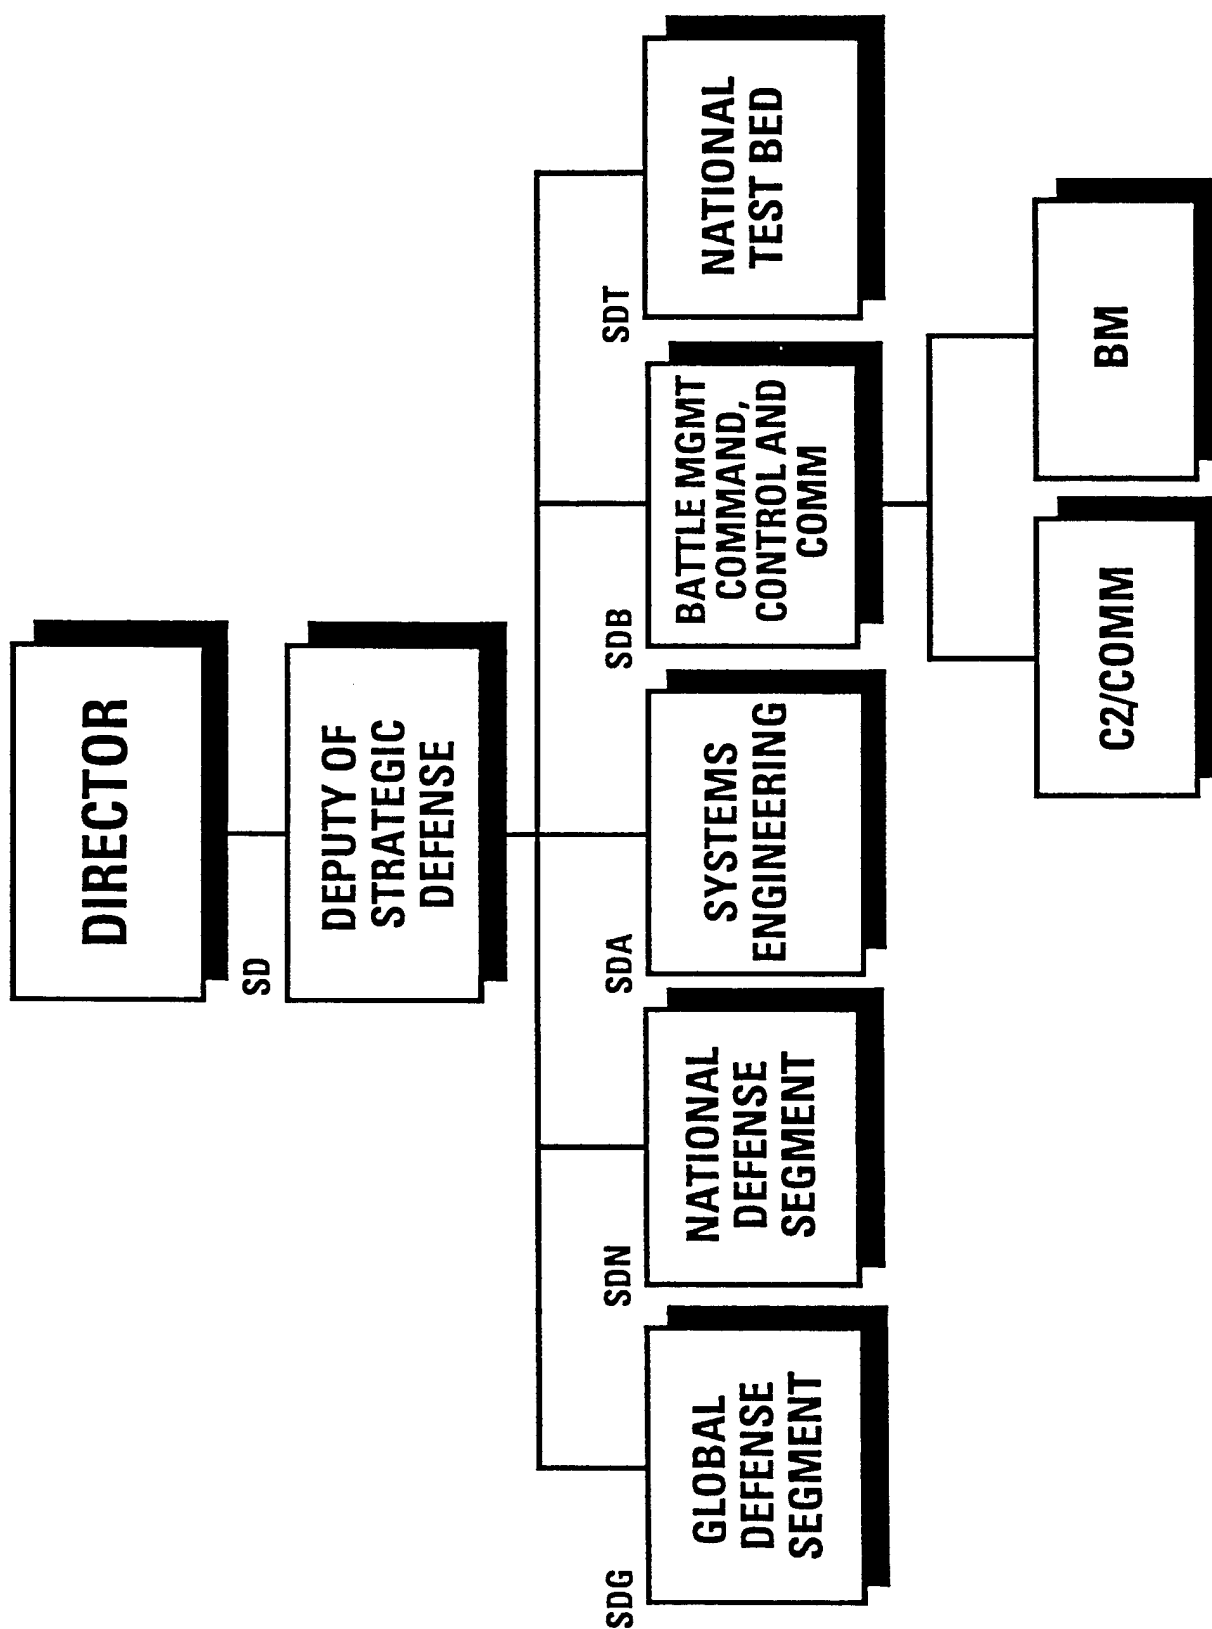 DIRECTOR
SD
DEPUTY OF
STRATEGIC
DEFENSE
SDG
GLOBAL
DEFENSE
SEGMENT
SDN
NATIONAL
DEFENSE
SEGMENT
SDA
SYSTEMS
ENGINEERING
SDB
BATTLE MGMT
COMMAND,
CONTROL AND
COMM
SDT
NATIONAL
TEST BED
C2/COMM
BM